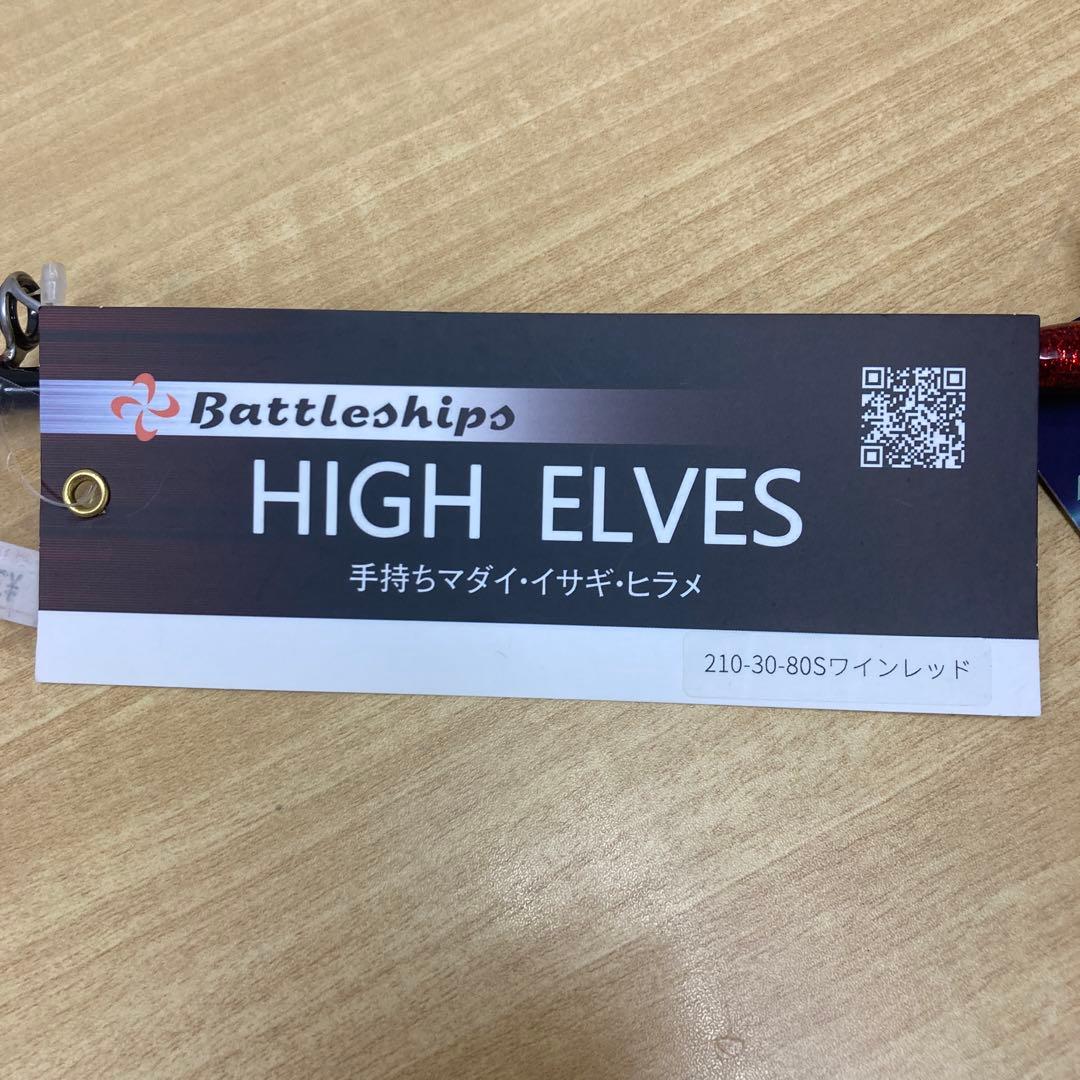 Battleships
HIGH ELVES
手持ちマダイ・イサギ・ヒラメ
210-30-80Sワインレッド